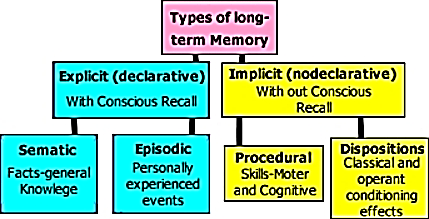 Types of long-
term Memory
Explicit (declarative)
With Conscious Recall
Implicit (nodeclarative)
With out Conscious
Recall
Sematic
Facts-general
Knowlege
Episodic
Personally
experienced
events
Procedural
Skills-Moter
and Cognitive
Dispositions
Classical and
operant
conditioning
effects